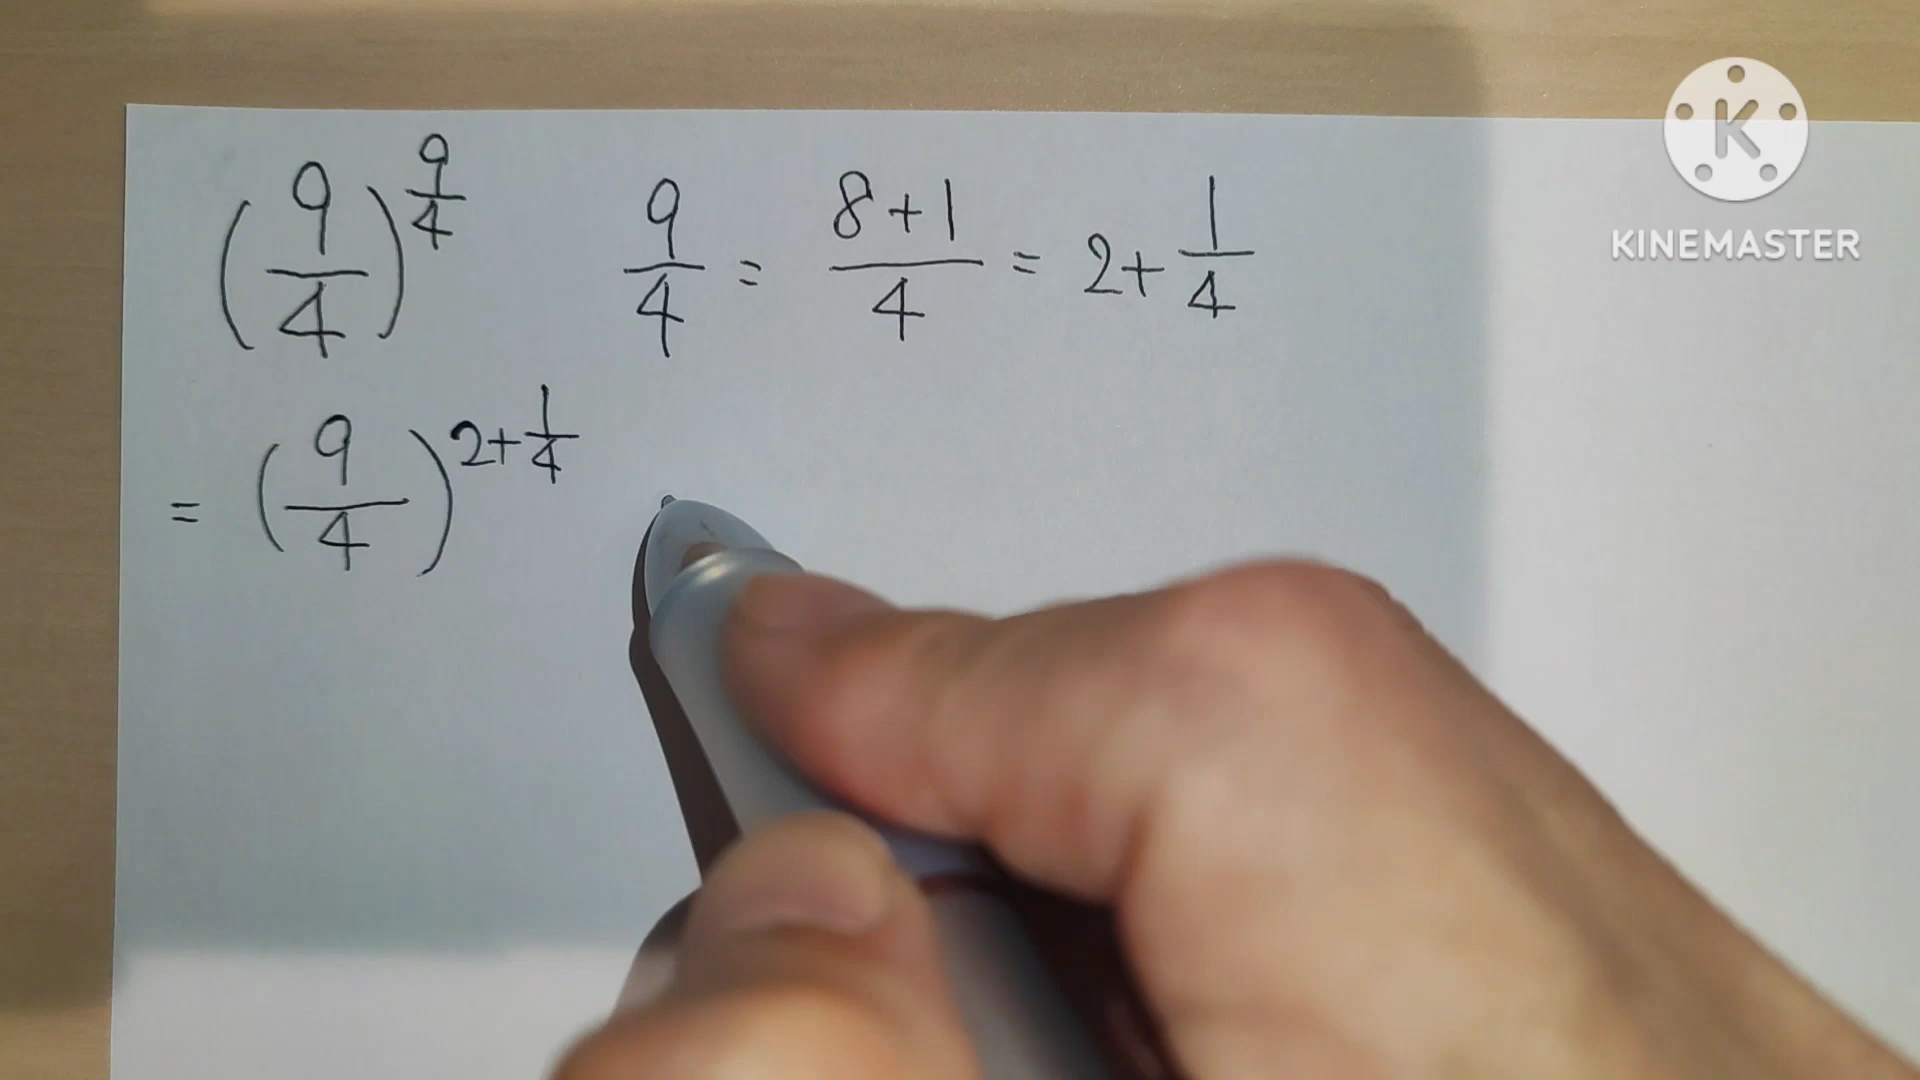 (9/4)^(9/4)   9/4 = (8+1)/4 = 2+1/4
= (9/4)^(2+1/4)
KINEMASTER